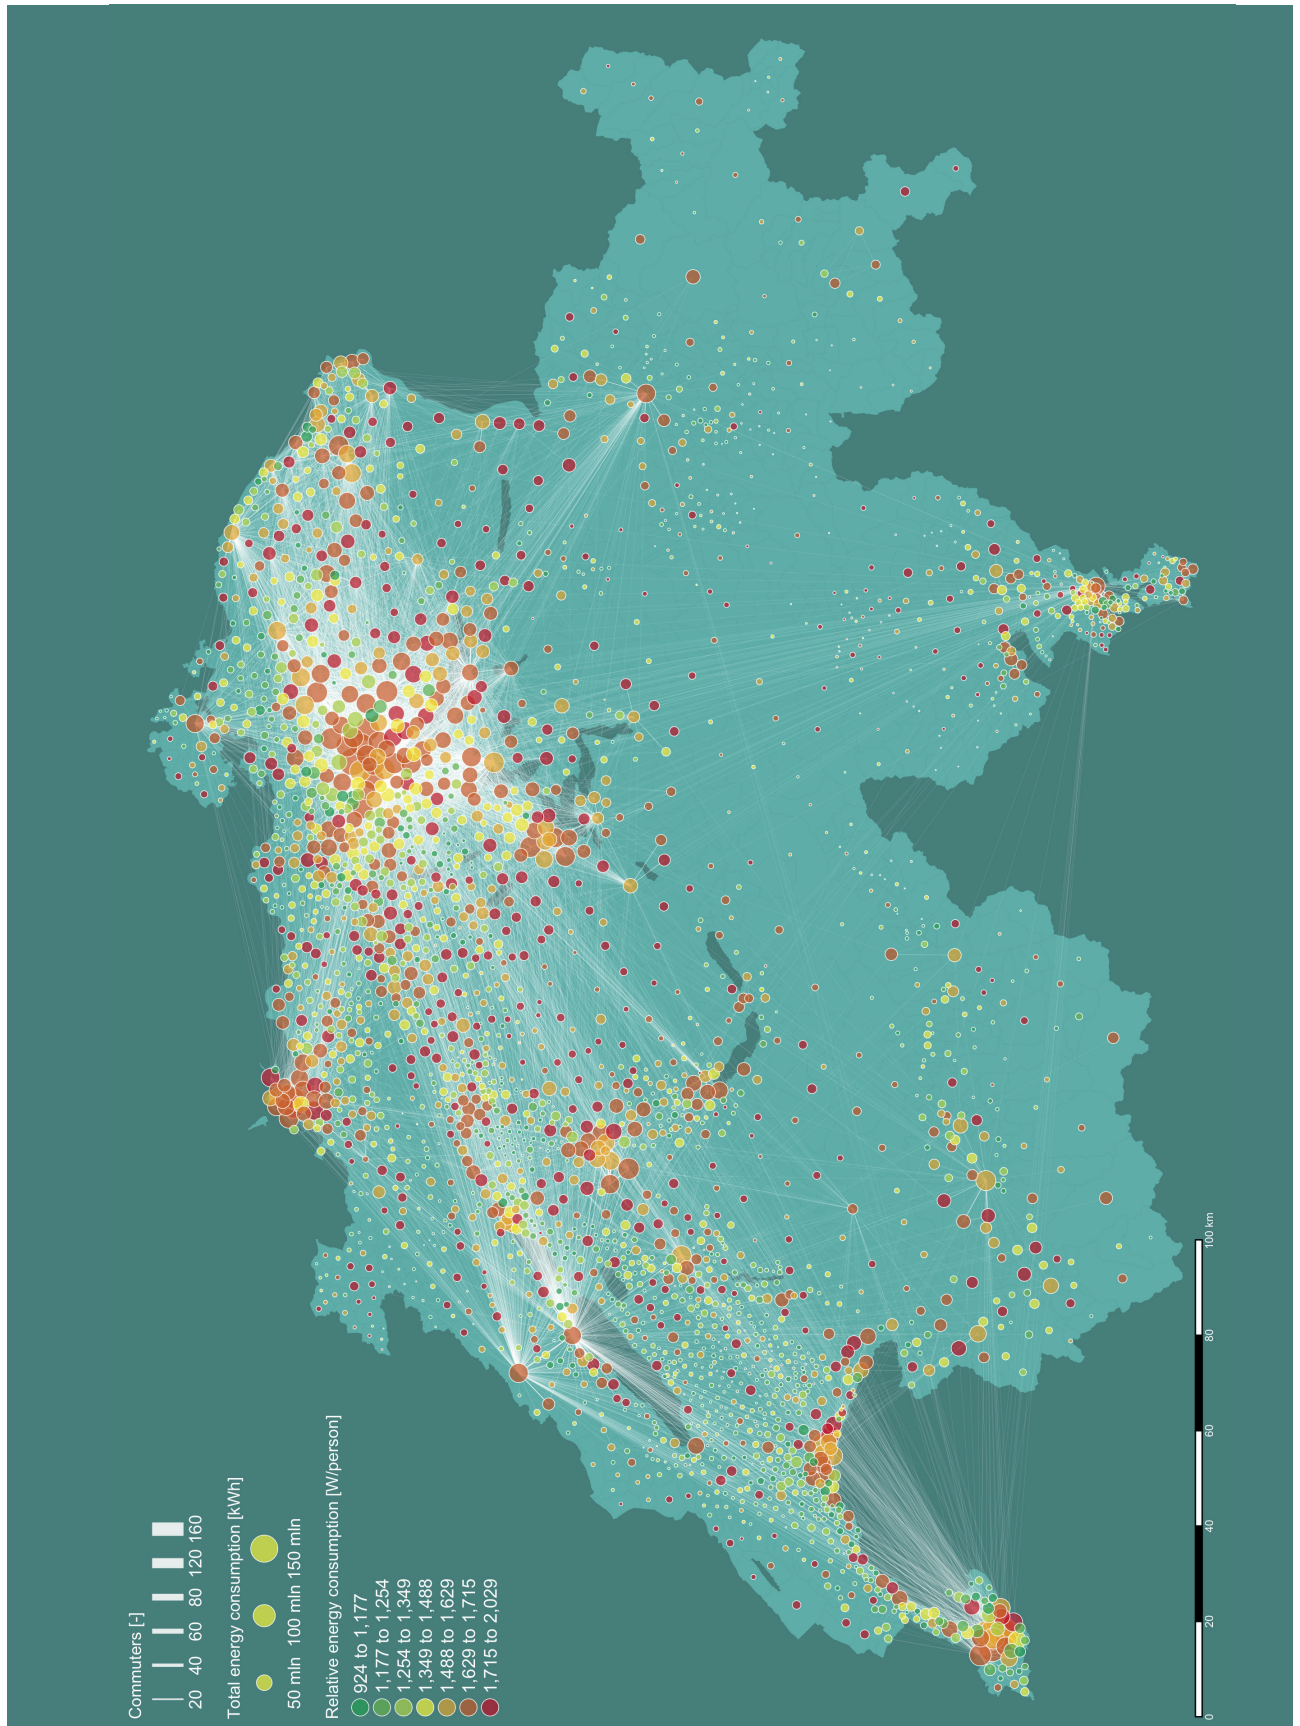 Commuters [-]
20 40 60 80 120 160
Total energy consumption [kWh]
50 mln 100 mln 150 mln
Relative energy consumption [W/person]
924 to 1,177
1,177 to 1,254
1,254 to 1,349
1,349 to 1,488
1,488 to 1,629
1,629 to 1,715
1,715 to 2,029
0 20 40 60 80 100 km